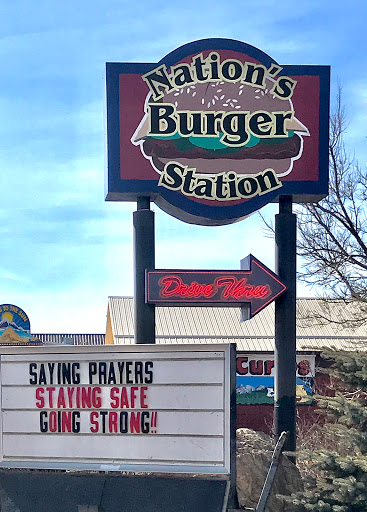 Nation's
Burger
Station
Drive Thru
SAYING PRAYERS
STAYING SAFE
GOING STRONG!!